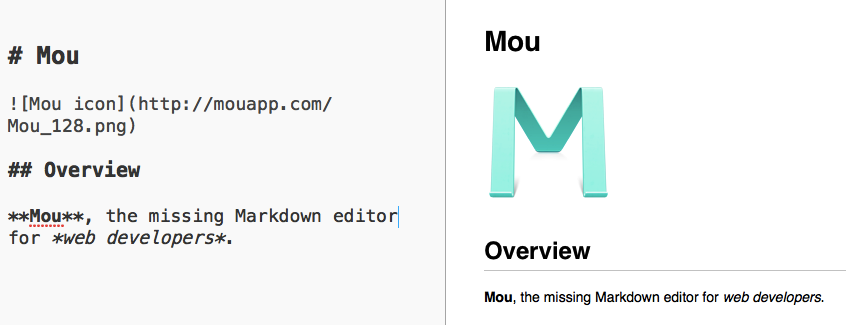 # Mou
![Mou icon](http://mouapp.com/
Mou_128.png)
## Overview
**Mou**, the missing Markdown editor
for *web developers*.
Mou
Overview
Mou, the missing Markdown editor for web developers.